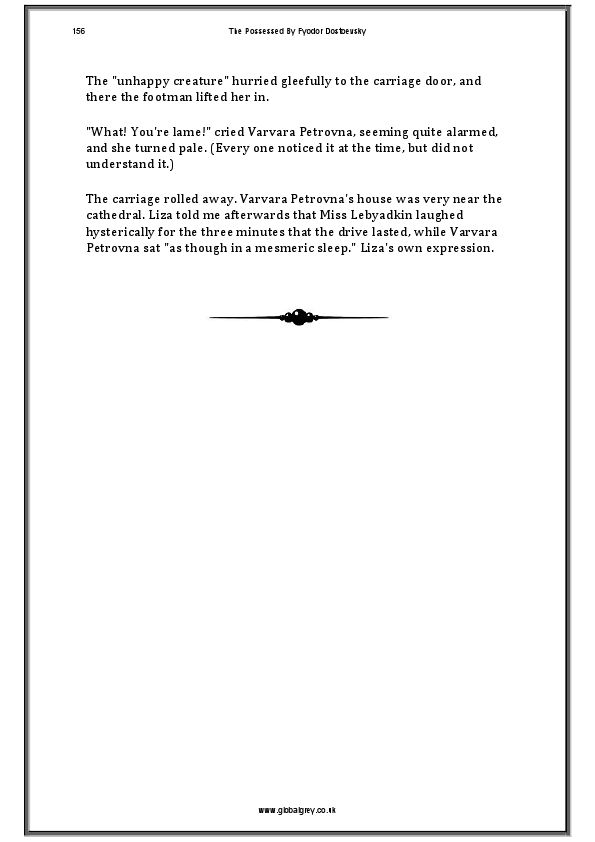 156
The Possessed By Fyodor Dostoevsky
The "unhappy creature" hurried gleefully to the carriage door, and
there the footman lifted her in.
"What! You're lame!" cried Varvara Petrovna, seeming quite alarmed,
and she turned pale. (Every one noticed it at the time, but did not
understand it.)
The carriage rolled away. Varvara Petrovna's house was very near the
cathedral. Liza told me afterwards that Miss Lebyadkin laughed
hysterically for the three minutes that the drive lasted, while Varvara
Petrovna sat "as though in a mesmeric sleep." Liza's own expression.
www.globalgrey.co.uk